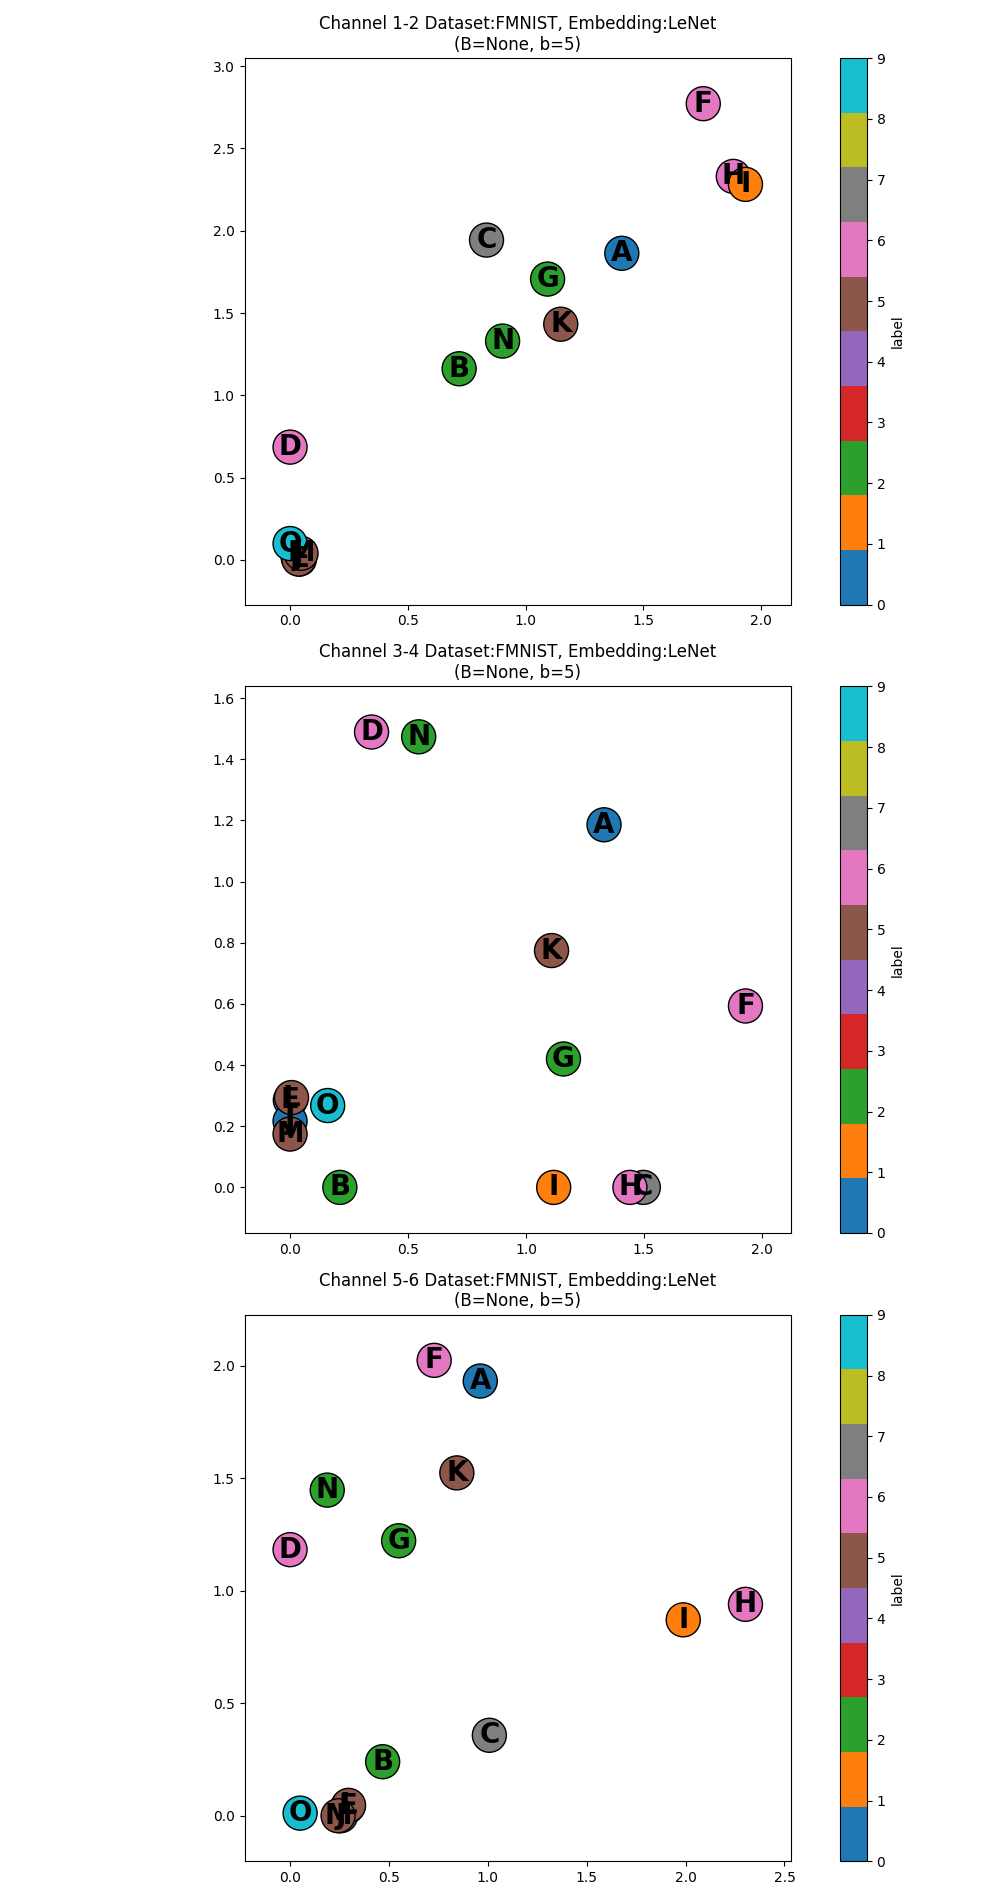 Channel 1-2 Dataset:FMNIST, Embedding:LeNet
(B=None, b=5)
3.0
2.5
2.0
1.5
1.0
0.5
0.0
F
H
I
C
A
G
K
N
B
D
O
M
0.0 0.5 1.0 1.5 2.0
9
8
7
6
5
4
3
2
1
0
label
Channel 3-4 Dataset:FMNIST, Embedding:LeNet
(B=None, b=5)
1.6
1.4
1.2
1.0
0.8
0.6
0.4
0.2
0.0
D
N
A
K
F
G
E
O
M
B
I
H
C
0.0 0.5 1.0 1.5 2.0
9
8
7
6
5
4
3
2
1
0
label
Channel 5-6 Dataset:FMNIST, Embedding:LeNet
(B=None, b=5)
2.0
1.5
1.0
0.5
0.0
F
A
K
N
G
D
H
I
C
B
E
O
0.0 0.5 1.0 1.5 2.0 2.5
9
8
7
6
5
4
3
2
1
0
label